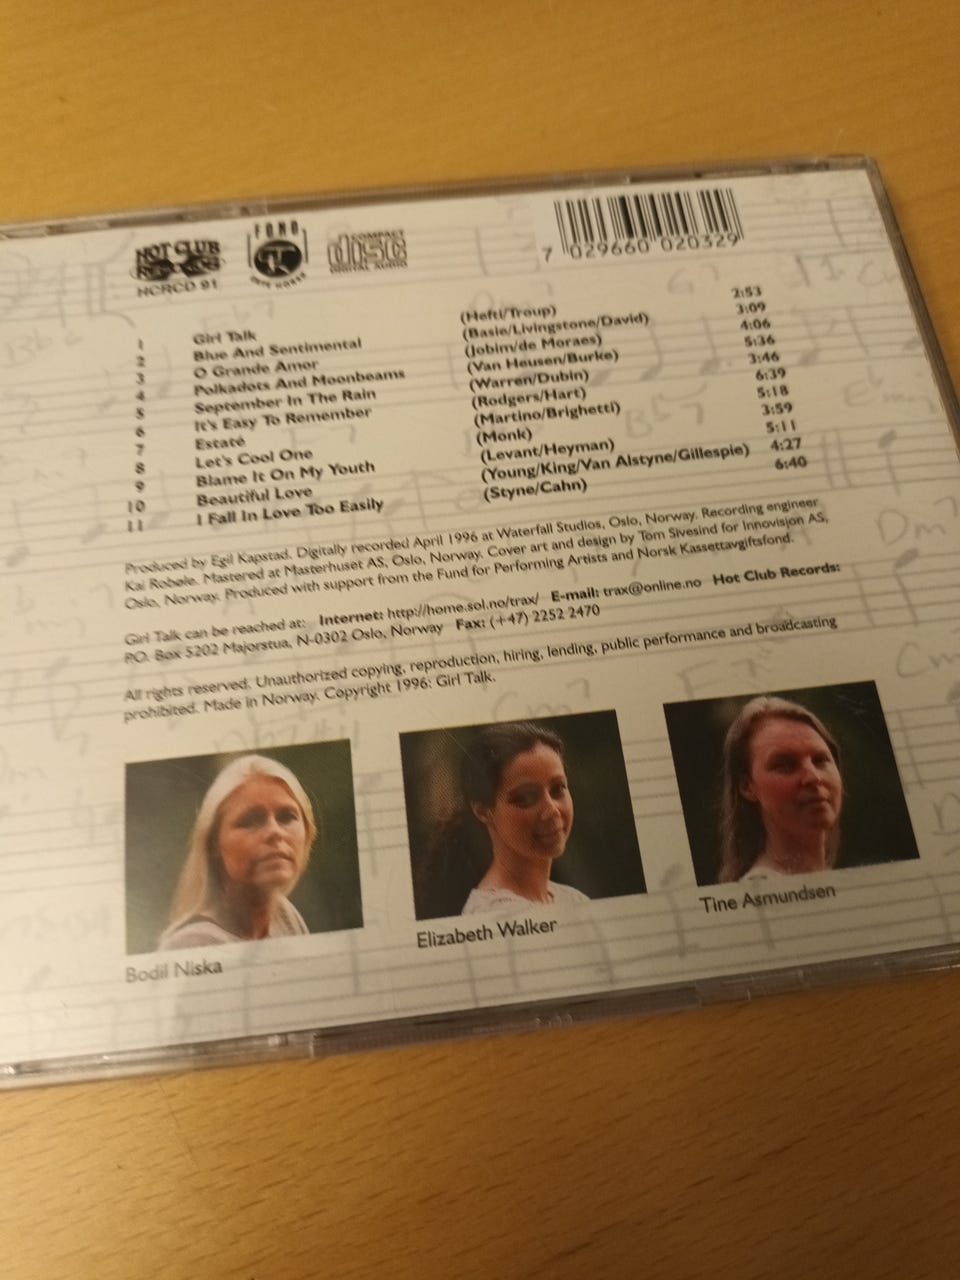 HOT CLUB
RECORDS
HCRCD 91
FONO
COMPACT
disc
DIGITAL AUDIO
7 029660 020329
1 Girl Talk (Hefti/Troup) 2:53
2 Blue And Sentimental (Basie/Livingstone/David) 3:09
3 O Grande Amor (Jobim/de Moraes) 4:06
4 Polkadots And Moonbeams (Van Heusen/Burke) 5:36
5 September In The Rain (Warren/Dubin) 3:46
6 It's Easy To Remember (Rodgers/Hart) 6:39
7 Estaté (Martino/Brighetti) 5:18
8 Let's Cool One (Monk) 3:59
9 Blame It On My Youth (Levant/Heyman) 5:11
10 Beautiful Love (Young/King/Van Alstyne/Gillespie) 4:27
11 I Fall In Love Too Easily (Styne/Cahn) 6:40
Produced by Egil Kapstad. Digitally recorded April 1996 at Waterfall Studios, Oslo, Norway. Recording engineer
Kai Robøle. Mastered at Masterhuset AS, Oslo, Norway. Cover art and design by Tom Sivesind for Innovisjon AS,
Oslo, Norway. Produced with support from the Fund for Performing Artists and Norsk Kassettavgiftsfond.
Girl Talk can be reached at: Internet: http://home.sol.no/trax/ E-mail: trax@online.no Hot Club Records:
P.O. Box 5202 Majorstua, N-0302 Oslo, Norway Fax: (+47) 2252 2470
All rights reserved. Unauthorized copying, reproduction, hiring, lending, public performance and broadcasting
prohibited. Made in Norway. Copyright 1996: Girl Talk.
Bodil Niska
Elizabeth Walker
Tine Asmundsen